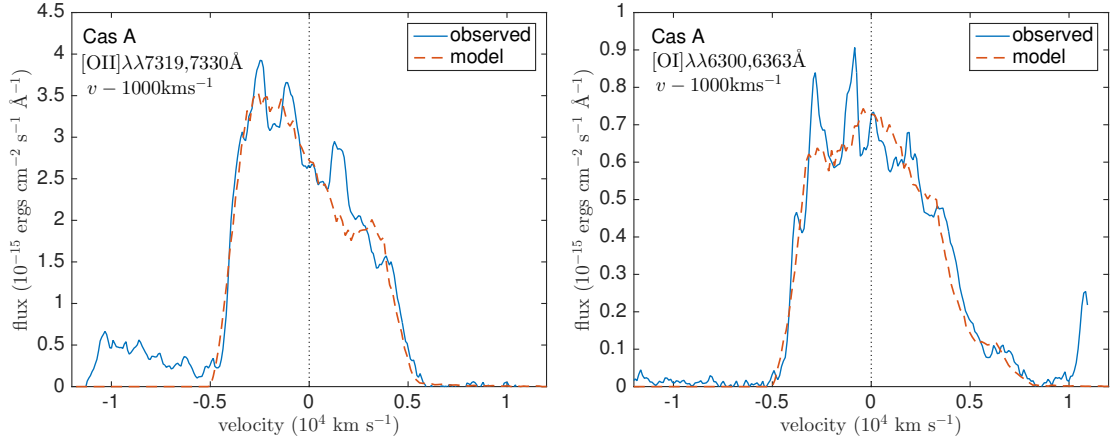 Cas A
[OII]λλ7319,7330Å
v − 1000kms⁻¹
observed
model
4.5
4
3.5
3
2.5
2
1.5
1
0.5
0
flux (10⁻¹⁵ ergs cm⁻² s⁻¹ Å⁻¹)
-1 -0.5 0 0.5 1
velocity (10⁴ km s⁻¹)
Cas A
[OI]λλ6300,6363Å
v − 1000kms⁻¹
observed
model
1
0.9
0.8
0.7
0.6
0.5
0.4
0.3
0.2
0.1
0
flux (10⁻¹⁵ ergs cm⁻² s⁻¹ Å⁻¹)
-1 -0.5 0 0.5 1
velocity (10⁴ km s⁻¹)